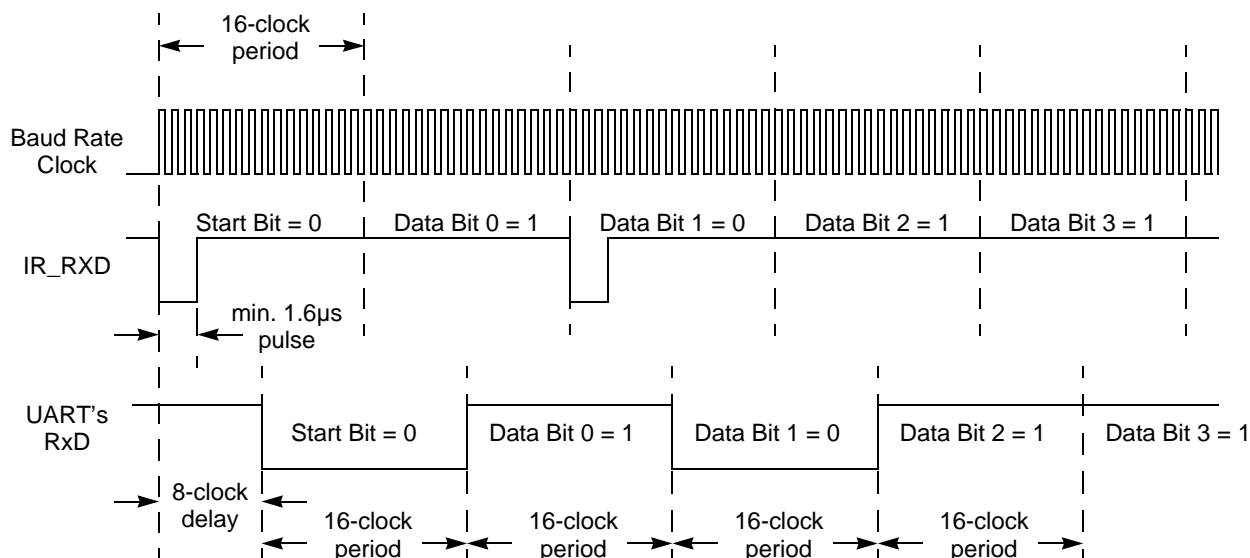 16-clock
period
Baud Rate
Clock
Start Bit = 0
Data Bit 0 = 1
Data Bit 1 = 0
Data Bit 2 = 1
Data Bit 3 = 1
IR_RXD
min. 1.6µs
pulse
UART's
RxD
Start Bit = 0
Data Bit 0 = 1
Data Bit 1 = 0
Data Bit 2 = 1
Data Bit 3 = 1
8-clock
delay
16-clock
period
16-clock
period
16-clock
period
16-clock
period